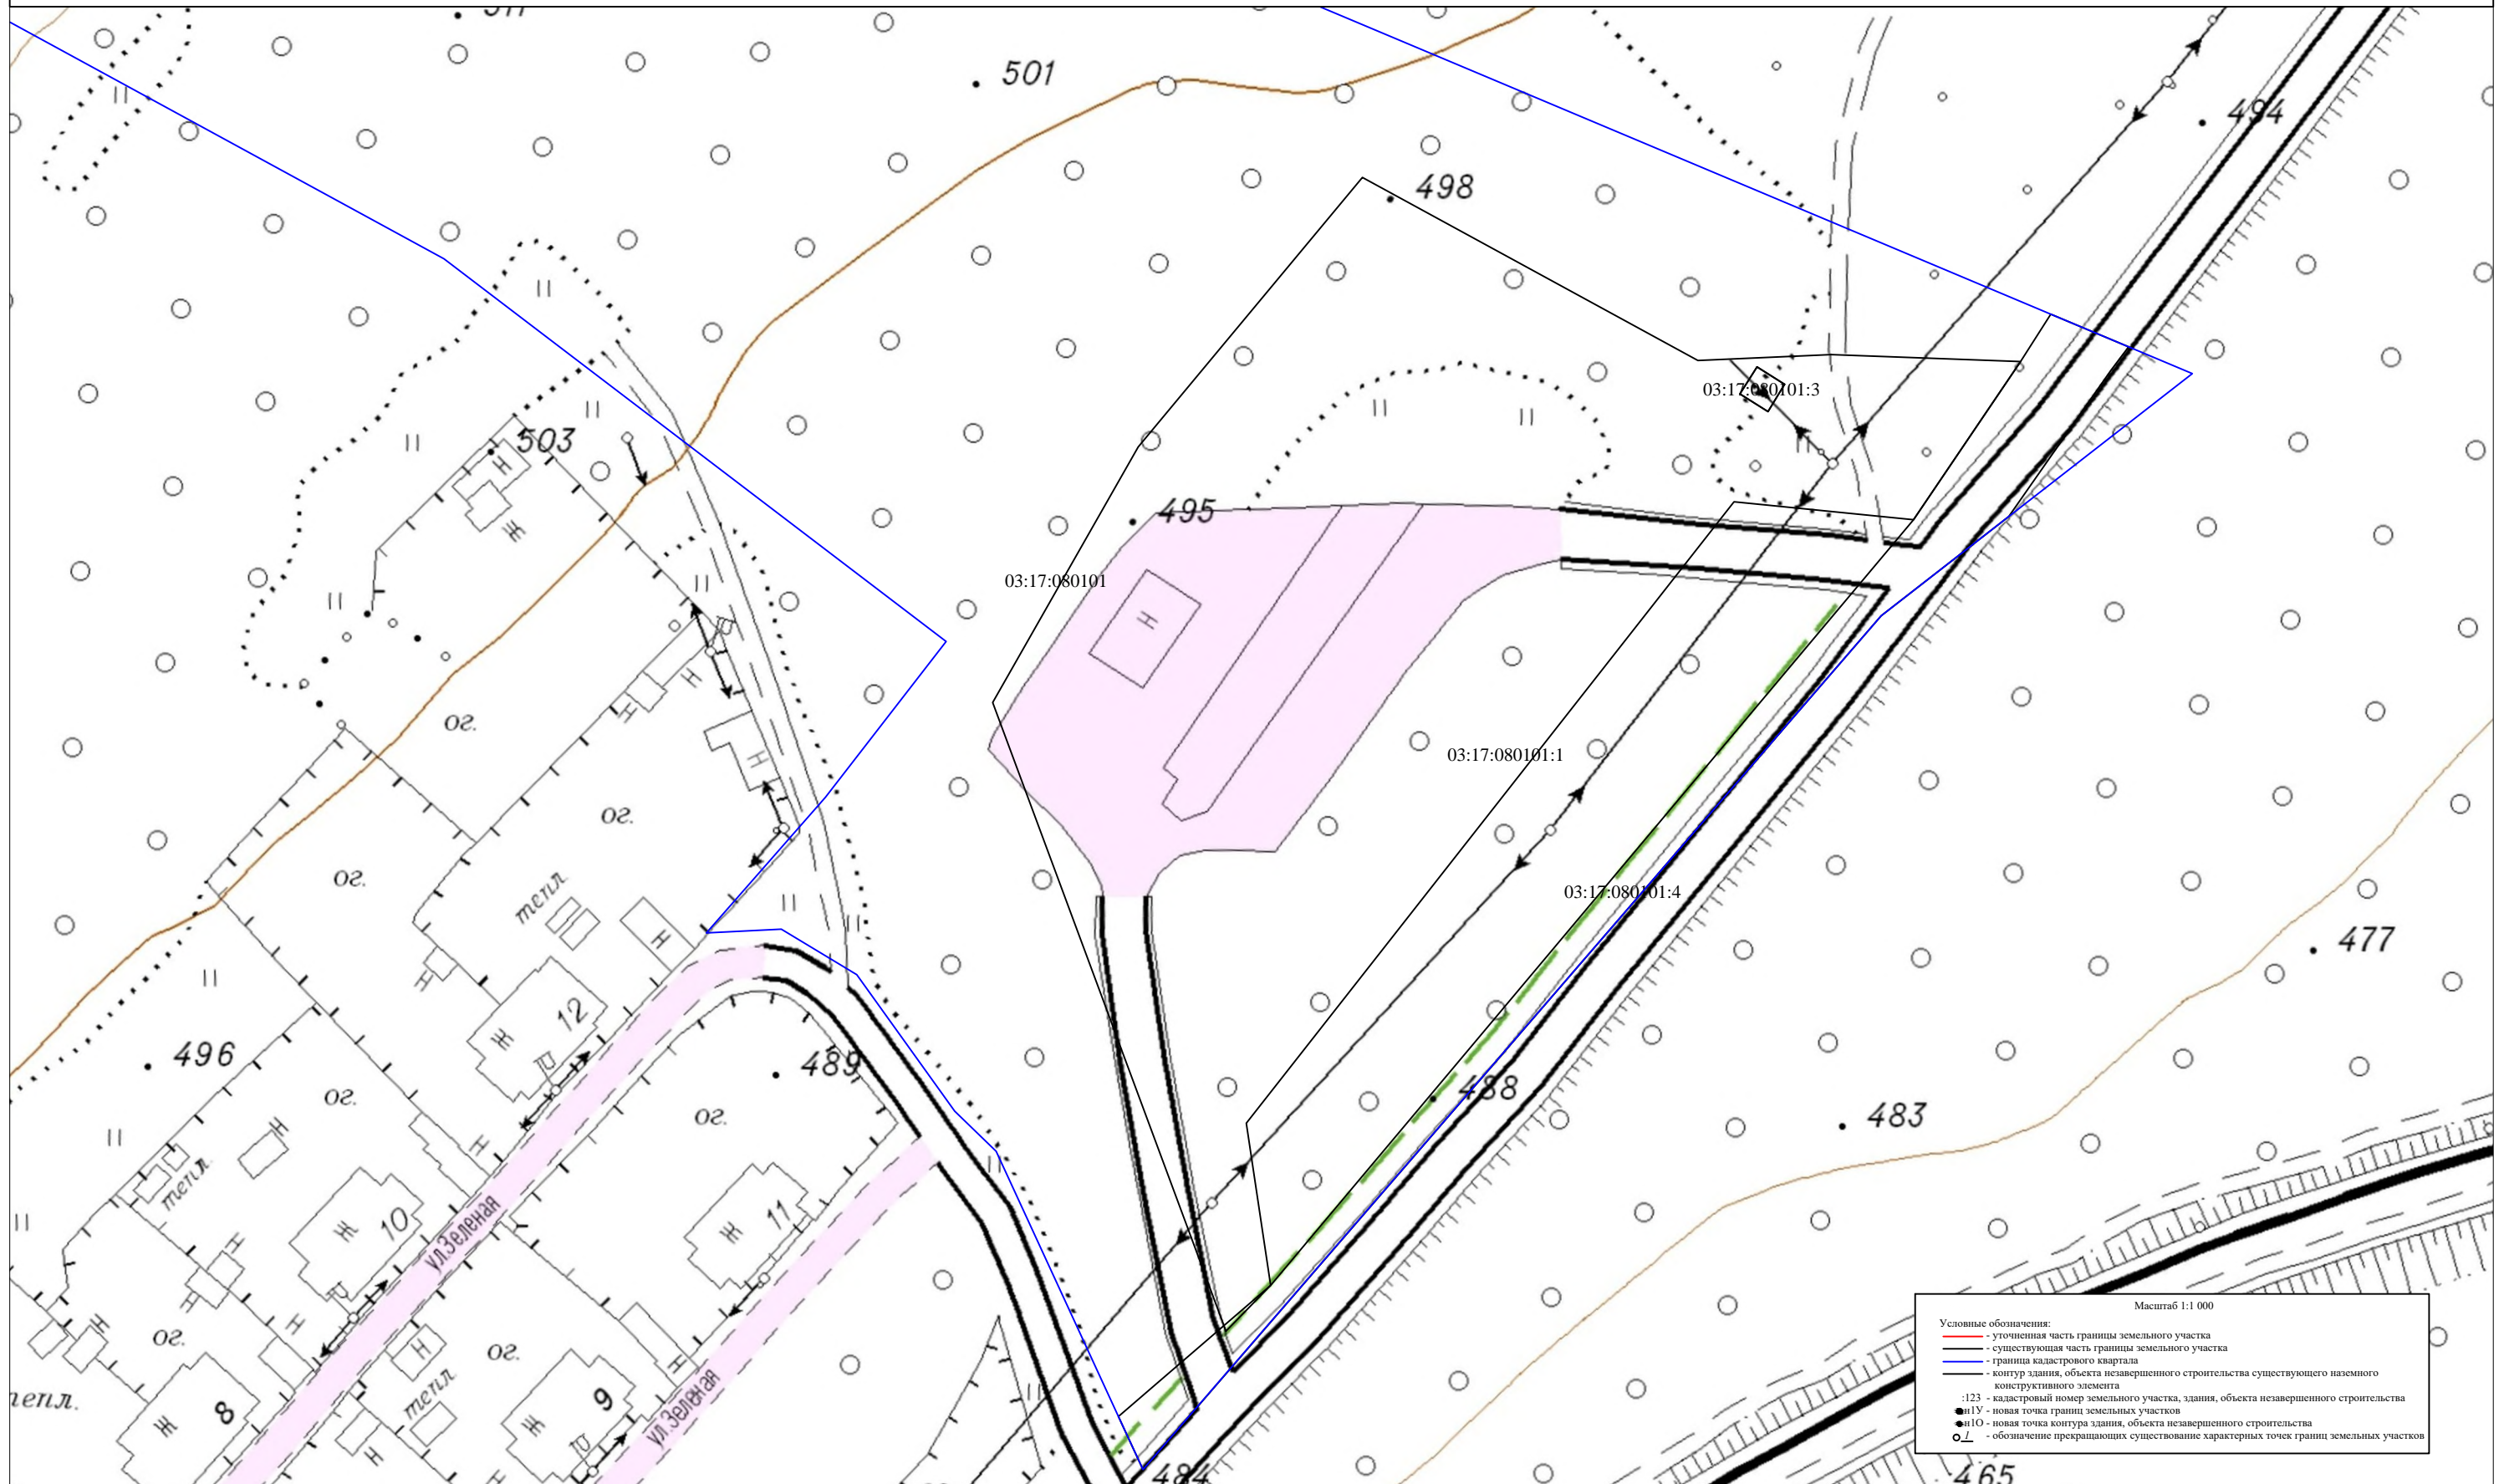 501
494
498
503
03:17:080101:3
495
03:17:080101
Н
Ж
Н
Н
Н
ог.
Н
03:17:080101:1
ог.
ог.
тепл.
Н
03:17:080101:4
477
Н
12
Ж
496
489
ог.
ог.
488
483
Н
Н
тепл.
10
Ж
11
Ж
ул.Зеленая
Н
Н
Н
Н
ог.
ог.
Н
Н
тепл.
8
Ж
9
Ж
ул.Зеленая
Н
Н
484
465
Масштаб 1:1 000
Условные обозначения:
- уточненная часть границы земельного участка
- существующая часть границы земельного участка
- граница кадастрового квартала
- контур здания, объекта незавершенного строительства существующего наземного
конструктивного элемента
:123 - кадастровый номер земельного участка, здания, объекта незавершенного строительства
н1У - новая точка границ земельных участков
н1О - новая точка контура здания, объекта незавершенного строительства
1 - обозначение прекращающих существование характерных точек границ земельных участков